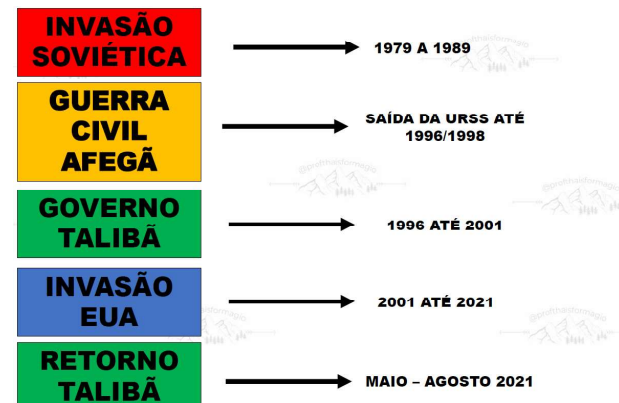 INVASÃO
SOVIÉTICA
1979 A 1989
GUERRA
CIVIL
AFEGÃ
SAÍDA DA URSS ATÉ
1996/1998
GOVERNO
TALIBÃ
1996 ATÉ 2001
INVASÃO
EUA
2001 ATÉ 2021
RETORNO
TALIBÃ
MAIO – AGOSTO 2021